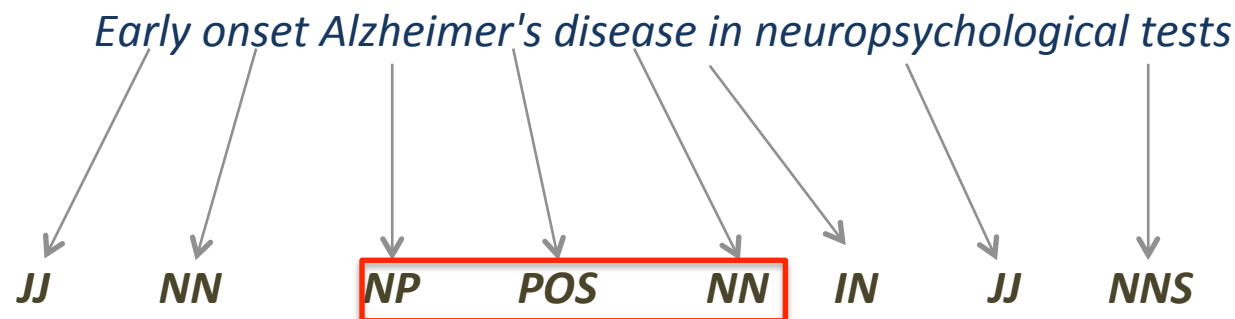 Early onset Alzheimer's disease in neuropsychological tests
JJ NN NP POS NN IN JJ NNS